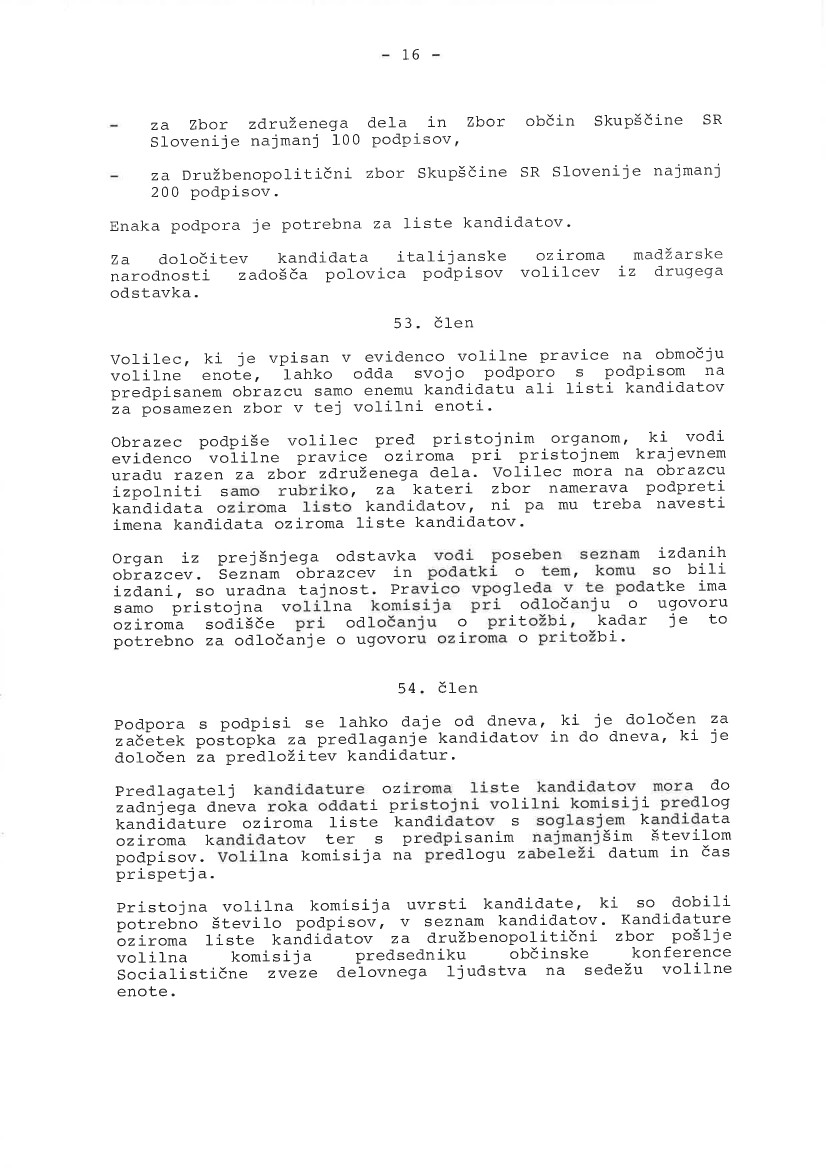 - 16 -
- za Zbor združenega dela in Zbor občin Skupščine SR
Slovenije najmanj 100 podpisov,
- za Družbenopolitični zbor Skupščine SR Slovenije najmanj
200 podpisov.
Enaka podpora je potrebna za liste kandidatov.
Za določitev kandidata italijanske oziroma madžarske
narodnosti zadošča polovica podpisov volilcev iz drugega
odstavka.
53. člen
Volilec, ki je vpisan v evidenco volilne pravice na območju
volilne enote, lahko odda svojo podporo s podpisom na
predpisanem obrazcu samo enemu kandidatu ali listi kandidatov
za posamezen zbor v tej volilni enoti.
Obrazec podpiše volilec pred pristojnim organom, ki vodi
evidenco volilne pravice oziroma pri pristojnem krajevnem
uradu razen za zbor združenega dela. Volilec mora na obrazcu
izpolniti samo rubriko, za kateri zbor namerava podpreti
kandidata oziroma listo kandidatov, ni pa mu treba navesti
imena kandidata oziroma liste kandidatov.
Organ iz prejšnjega odstavka vodi poseben seznam izdanih
obrazcev. Seznam obrazcev in podatki o tem, komu so bili
izdani, so uradna tajnost. Pravico vpogleda v te podatke ima
samo pristojna volilna komisija pri odločanju o ugovoru
oziroma sodišče pri odločanju o pritožbi, kadar je to
potrebno za odločanje o ugovoru oziroma o pritožbi.
54. člen
Podpora s podpisi se lahko daje od dneva, ki je določen za
začetek postopka za predlaganje kandidatov in do dneva, ki je
določen za predložitev kandidatur.
Predlagatelj kandidature oziroma liste kandidatov mora do
zadnjega dneva roka oddati pristojni volilni komisiji predlog
kandidature oziroma liste kandidatov s soglasjem kandidata
oziroma kandidatov ter s predpisanim najmanjšim številom
podpisov. Volilna komisija na predlogu zabeleži datum in čas
prispetja.
Pristojna volilna komisija uvrsti kandidate, ki so dobili
potrebno število podpisov, v seznam kandidatov. Kandidature
oziroma liste kandidatov za družbenopolitični zbor pošlje
volilna komisija predsedniku občinske konference
Socialistične zveze delovnega ljudstva na sedežu volilne
enote.